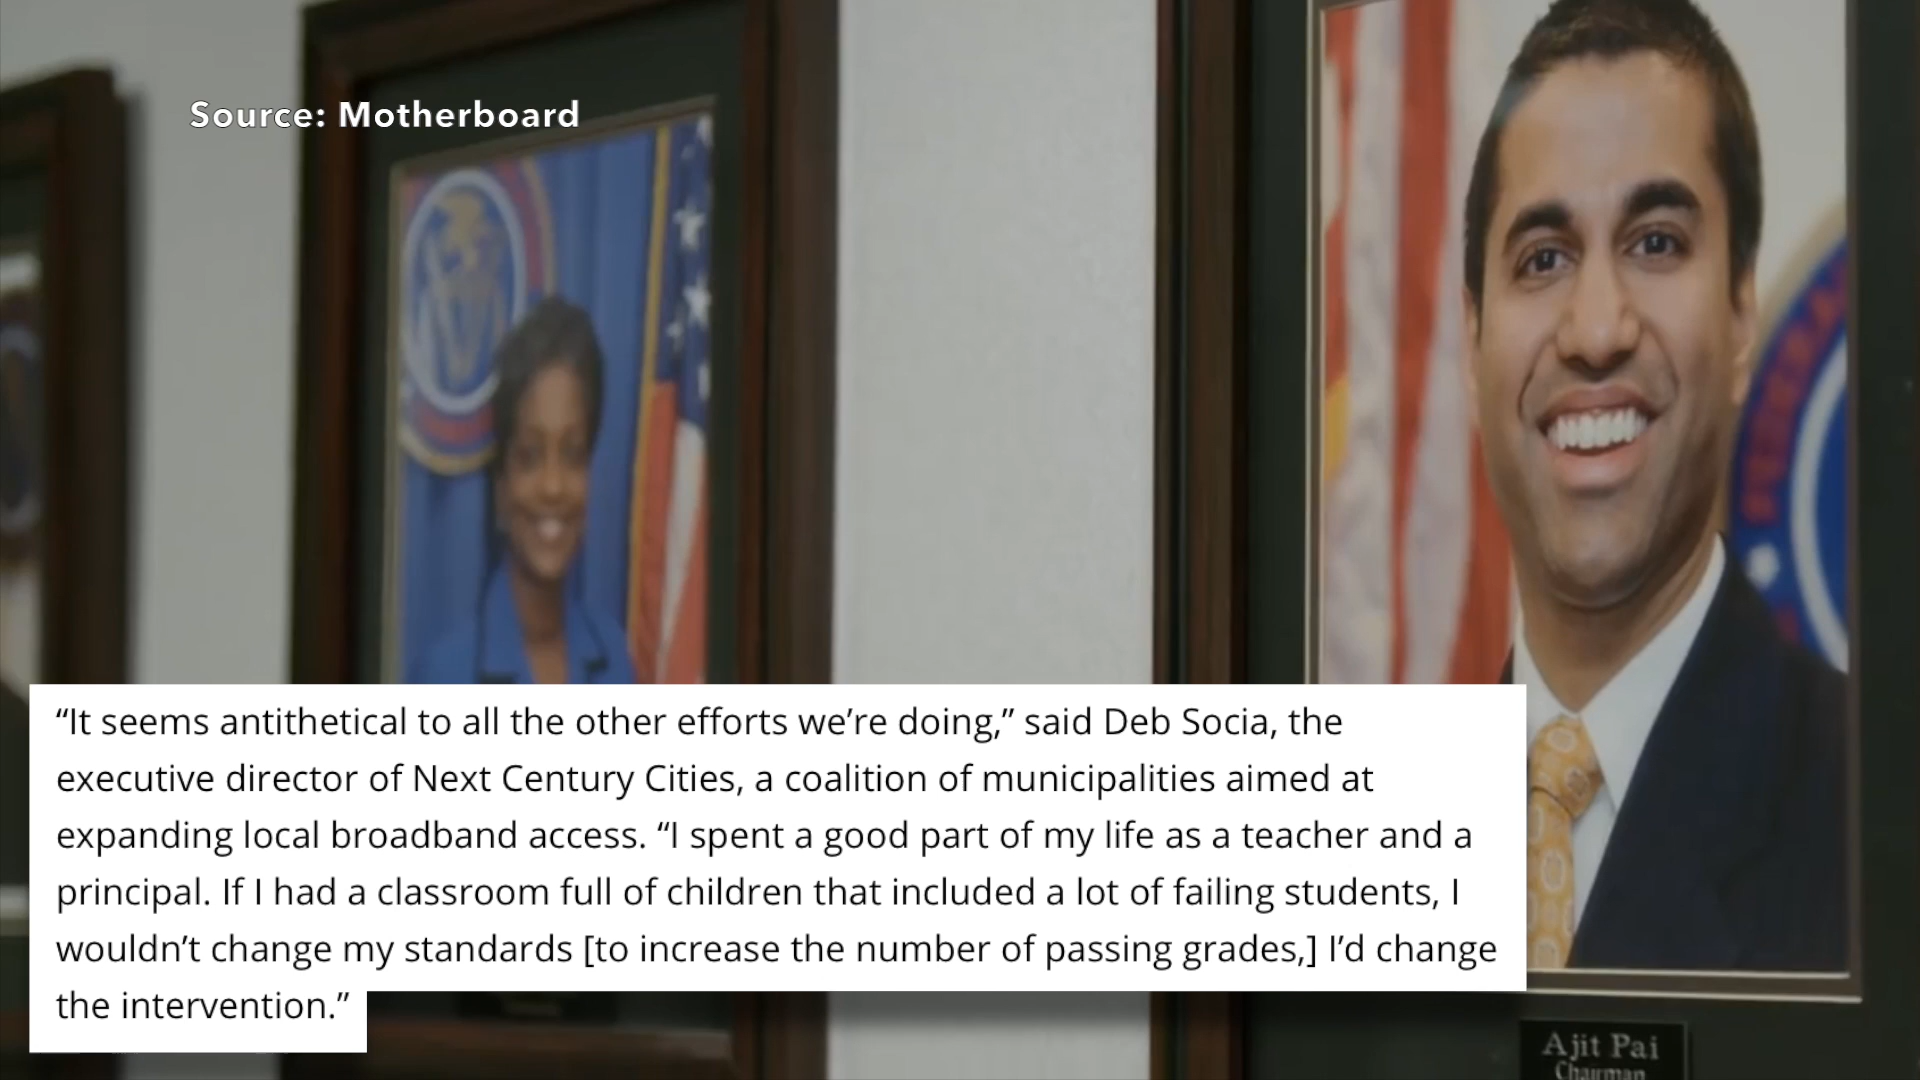 Source: Motherboard
“It seems antithetical to all the other efforts we’re doing,” said Deb Socia, the
executive director of Next Century Cities, a coalition of municipalities aimed at
expanding local broadband access. “I spent a good part of my life as a teacher and a
principal. If I had a classroom full of children that included a lot of failing students, I
wouldn’t change my standards [to increase the number of passing grades,] I’d change
the intervention.”
Ajit Pai
Chairman